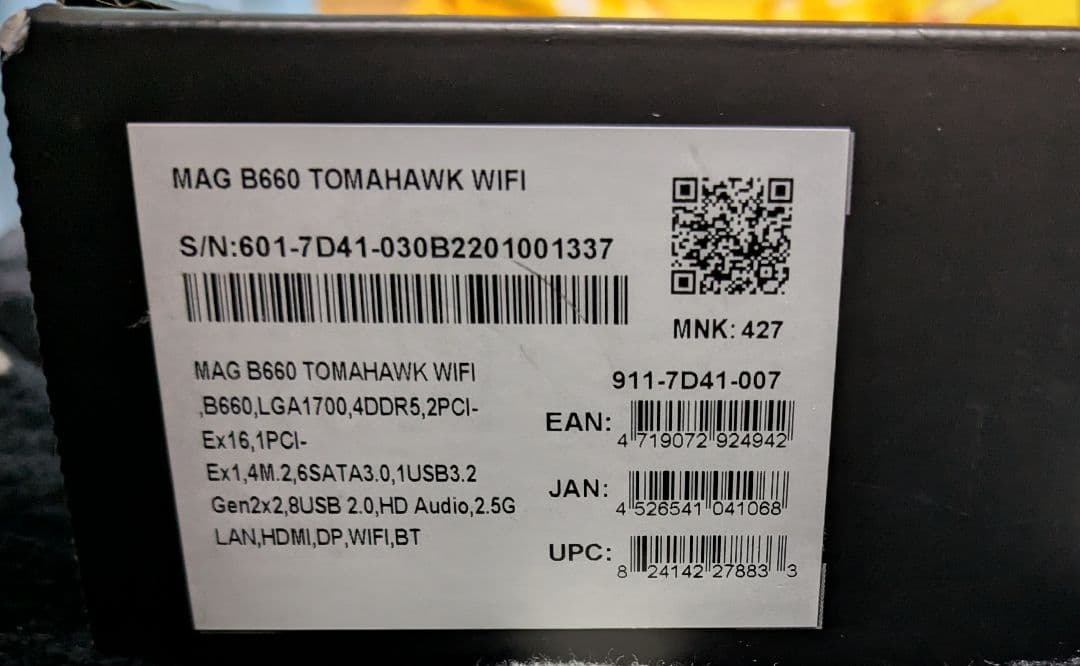 MAG B660 TOMAHAWK WIFI
S/N:601-7D41-030B2201001337
MNK: 427
MAG B660 TOMAHAWK WIFI
,B660,LGA1700,4DDR5,2PCI-
Ex16,1PCI-
Ex1,4M.2,6SATA3.0,1USB3.2
Gen2x2,8USB 2.0,HD Audio,2.5G
LAN,HDMI,DP,WIFI,BT
911-7D41-007
EAN:
4 719072 924942
JAN:
4 526541 041068
UPC:
8 24142 27883 3